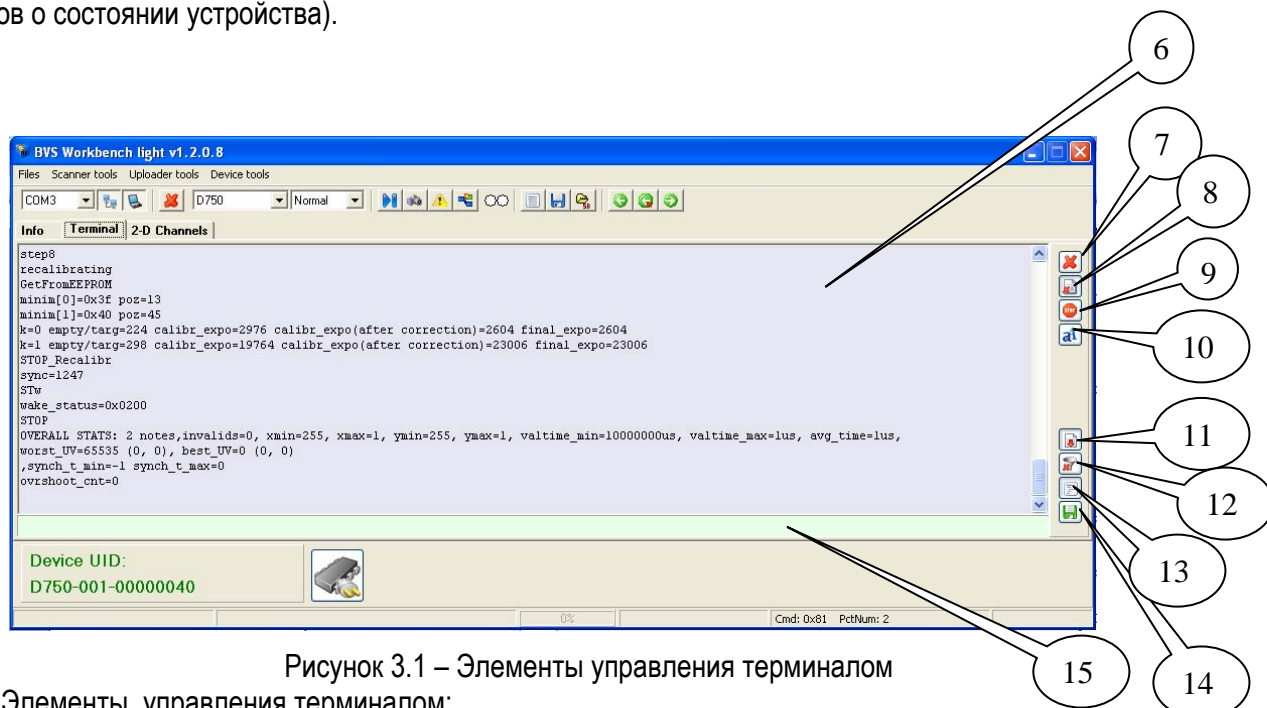 ов о состоянии устройства).
6
BVS Workbench light v1.2.0.8
7
Files Scanner tools Uploader tools Device tools
COM3 D750 Normal
8
Info Terminal 2-D Channels
step8
recalibrating
GetFromEEPROM
9
minim[0]=0x3f poz=13
minim[1]=0x40 poz=45
STOP
k=0 empty/targ=224 calibr_expo=2976 calibr_expo(after correction)=2604 final_expo=2604
aI
k=1 empty/targ=298 calibr_expo=19764 calibr_expo(after correction)=23006 final_expo=23006
10
STOP_Recalibr
sync=1247
STw
wake_status=0x0200
STOP
OVERALL STATS: 2 notes,invalids=0, xmin=255, xmax=1, ymin=255, ymax=1, valtime_min=10000000us, valtime_max=1us, avg_time=1us,
11
worst_UV=65535 (0, 0), best_UV=0 (0, 0)
,synch_t_min=-1 synch_t_max=0
ovrshoot_cnt=0
12
Device UID:
13
D750-001-00000040
0% Cmd: 0x81 PctNum: 2
Рисунок 3.1 – Элементы управления терминалом
15
14
Элементы управления терминалом: